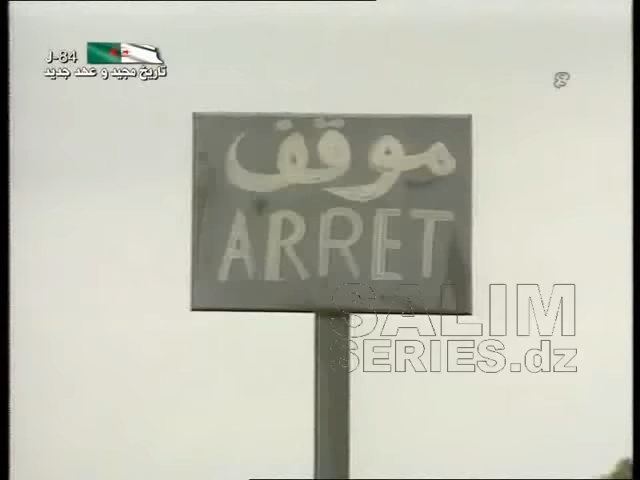 J-84
تاريخ مجيد و عهد جديد
موقف
ARRET
SALIM
SERIES.dz